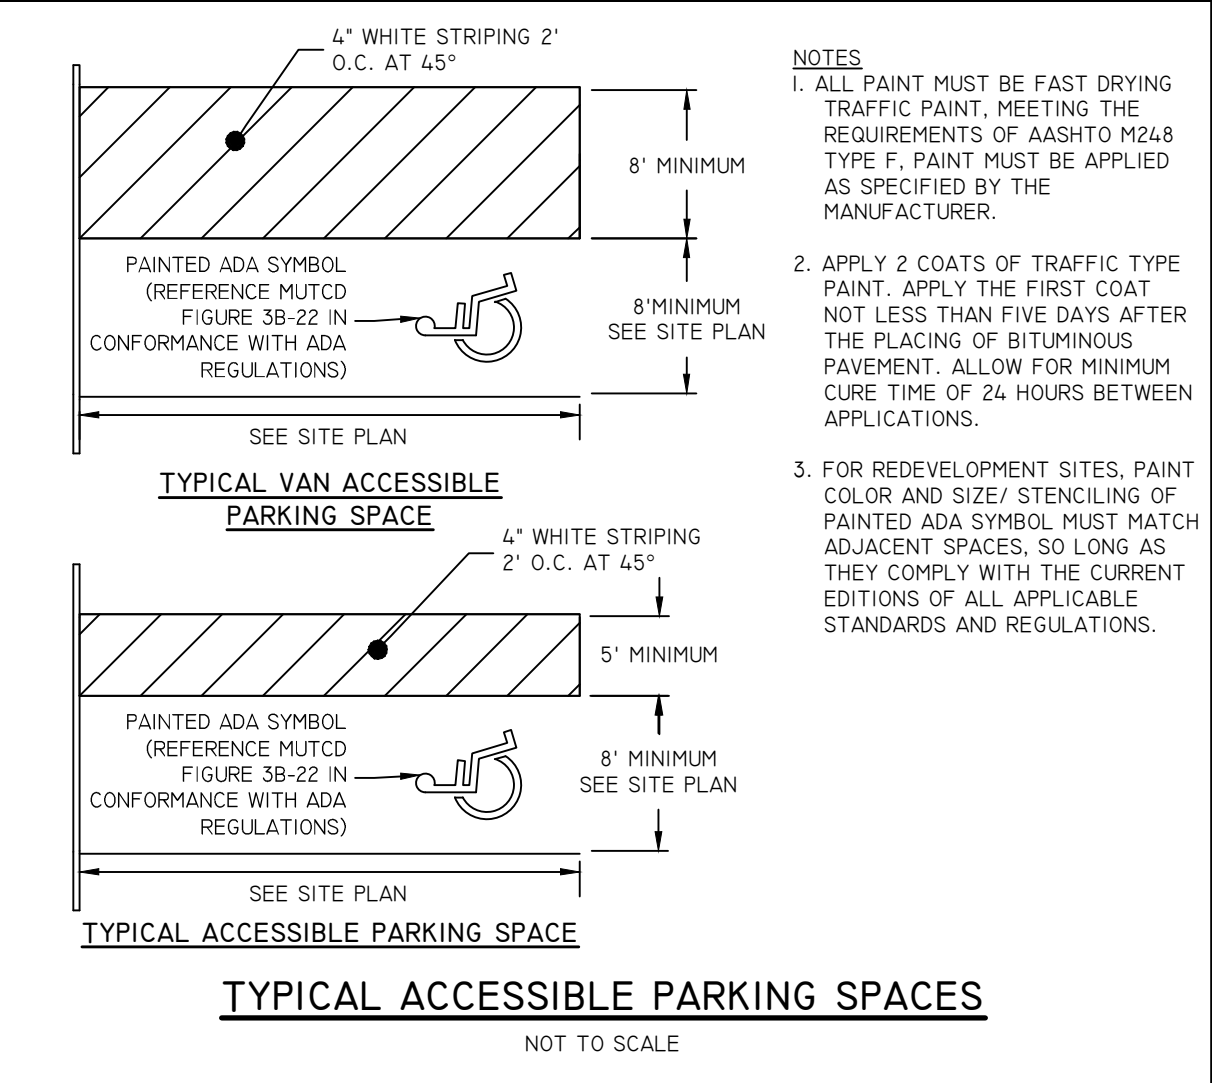 4" WHITE STRIPING 2'
O.C. AT 45°
8' MINIMUM
PAINTED ADA SYMBOL
(REFERENCE MUTCD
FIGURE 3B-22 IN
CONFORMANCE WITH ADA
REGULATIONS)
8'MINIMUM
SEE SITE PLAN
SEE SITE PLAN
TYPICAL VAN ACCESSIBLE
PARKING SPACE
4" WHITE STRIPING
2' O.C. AT 45°
5' MINIMUM
PAINTED ADA SYMBOL
(REFERENCE MUTCD
FIGURE 3B-22 IN
CONFORMANCE WITH ADA
REGULATIONS)
8' MINIMUM
SEE SITE PLAN
SEE SITE PLAN
TYPICAL ACCESSIBLE PARKING SPACE
NOTES
1. ALL PAINT MUST BE FAST DRYING
TRAFFIC PAINT, MEETING THE
REQUIREMENTS OF AASHTO M248
TYPE F, PAINT MUST BE APPLIED
AS SPECIFIED BY THE
MANUFACTURER.
2. APPLY 2 COATS OF TRAFFIC TYPE
PAINT. APPLY THE FIRST COAT
NOT LESS THAN FIVE DAYS AFTER
THE PLACING OF BITUMINOUS
PAVEMENT. ALLOW FOR MINIMUM
CURE TIME OF 24 HOURS BETWEEN
APPLICATIONS.
3. FOR REDEVELOPMENT SITES, PAINT
COLOR AND SIZE/ STENCILING OF
PAINTED ADA SYMBOL MUST MATCH
ADJACENT SPACES, SO LONG AS
THEY COMPLY WITH THE CURRENT
EDITIONS OF ALL APPLICABLE
STANDARDS AND REGULATIONS.
TYPICAL ACCESSIBLE PARKING SPACES
NOT TO SCALE